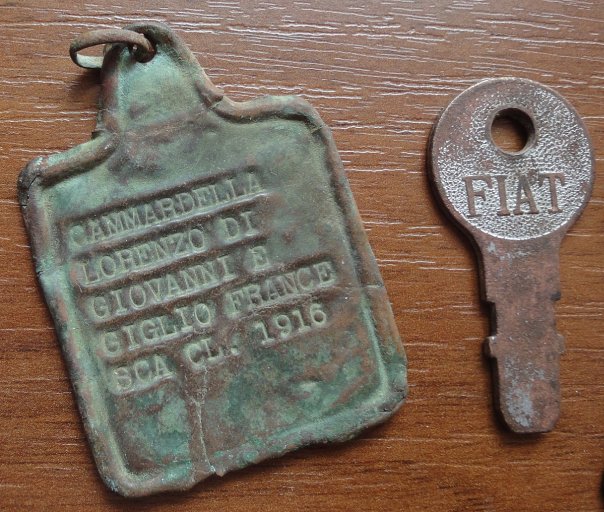 CAMMARDELLA
LORENZO DI
GIOVANNI E
GIGLIO FRANCE
SCA CL. 1916
FIAT